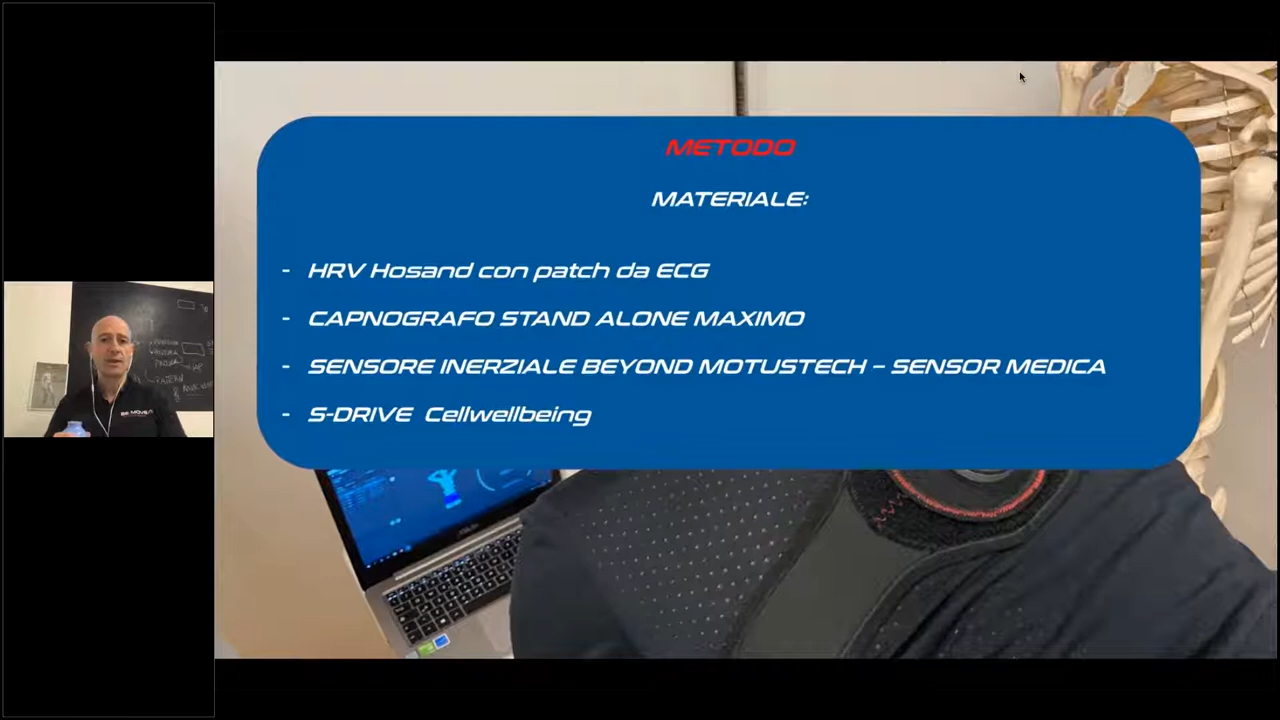 METODO
MATERIALE:
- HRV Hosand con patch da ECG
- CAPNOGRAFO STAND ALONE MAXIMO
- SENSORE INERZIALE BEYOND MOTUSTECH – SENSOR MEDICA
- S-DRIVE Cellwellbeing